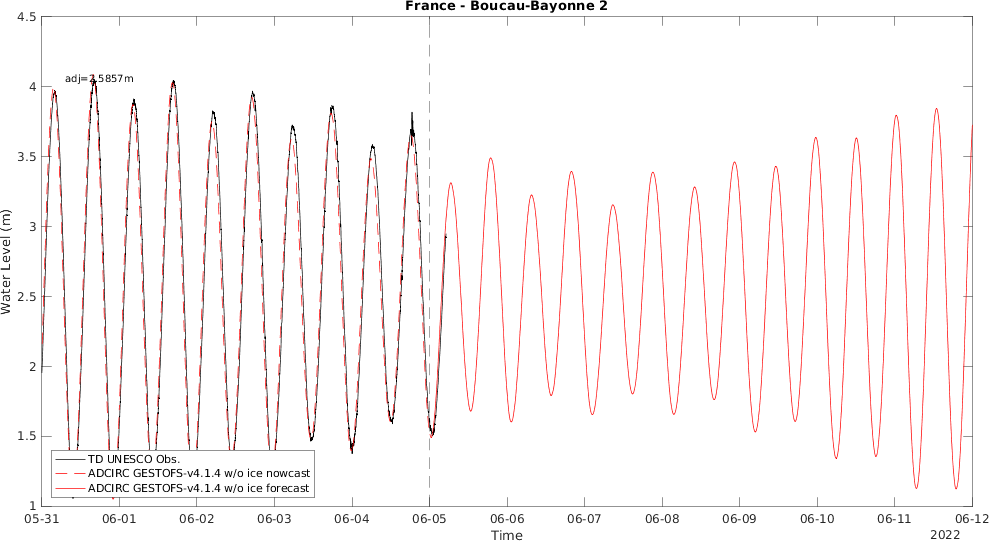 France - Boucau-Bayonne 2
adj=2.5857m
Water Level (m)
4.5
4
3.5
3
2.5
2
1.5
1
TD UNESCO Obs.
ADCIRC GESTOFS-v4.1.4 w/o ice nowcast
ADCIRC GESTOFS-v4.1.4 w/o ice forecast
05-31 06-01 06-02 06-03 06-04 06-05 06-06 06-07 06-08 06-09 06-10 06-11 06-12
Time
2022